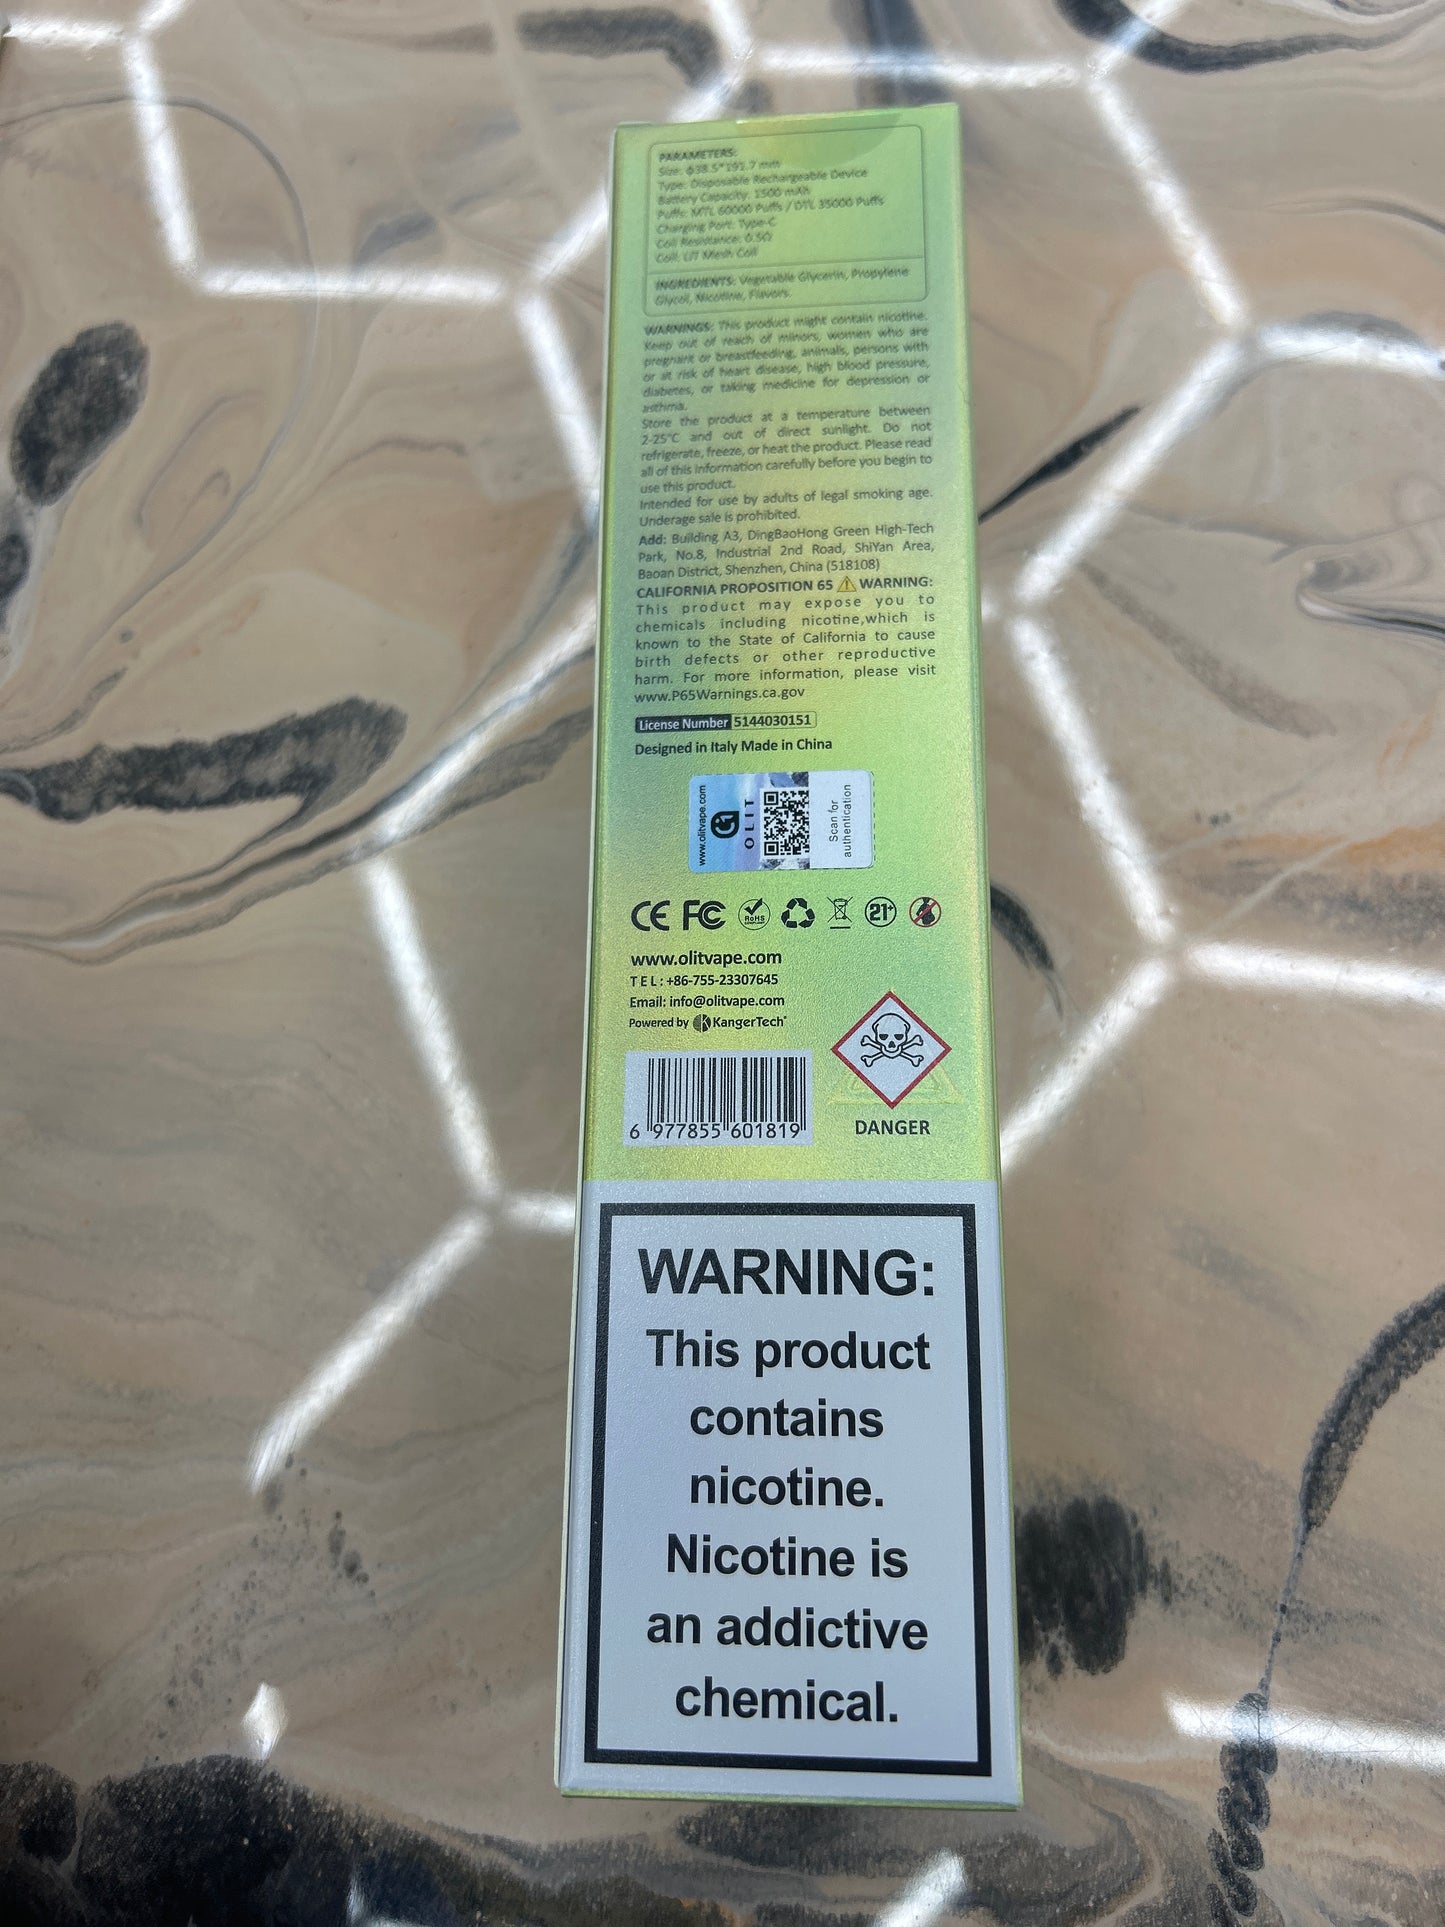 PARAMETERS:
Size: ɸ38.5*191.7 mm
Type: Disposable Rechargeable Device
Battery Capacity: 1500 mAh
Puffs: MTL 60000 Puffs / DTL 35000 Puffs
Charging Port: Type-C
Coil Resistance: 0.5Ω
Coil: Mesh Coil
INGREDIENTS: Vegetable Glycerin, Propylene
Glycol, Nicotine, Flavors.
WARNINGS: This product might contain nicotine.
Keep out of reach of minors, women who are
pregnant or breastfeeding, animals, persons with
or at risk of heart disease, high blood pressure,
diabetes, or taking medicine for depression or
asthma.
Store the product at a temperature between
2-25°C and out of direct sunlight. Do not
refrigerate, freeze, or heat the product. Please read
all of this information carefully before you begin to
use this product.
Intended for use by adults of legal smoking age.
Underage sale is prohibited.
Add: Building A3, DingBaoHong Green High-Tech
Park, No.8, Industrial 2nd Road, ShiYan Area,
Baoan District, Shenzhen, China (518108)
CALIFORNIA PROPOSITION 65 ⚠ WARNING:
This product may expose you to
chemicals including nicotine,which is
known to the State of California to cause
birth defects or other reproductive
harm. For more information, please visit
www.P65Warnings.ca.gov
License Number 5144030151
Designed in Italy Made in China
www.olitvape.com
OLIT
Scan for
authentication
CE FC RoHS 21+
www.olitvape.com
TEL: +86-755-23307645
Email: info@olitvape.com
Powered by KangerTech
6 977855 601819
DANGER
WARNING:
This product
contains
nicotine.
Nicotine is
an addictive
chemical.